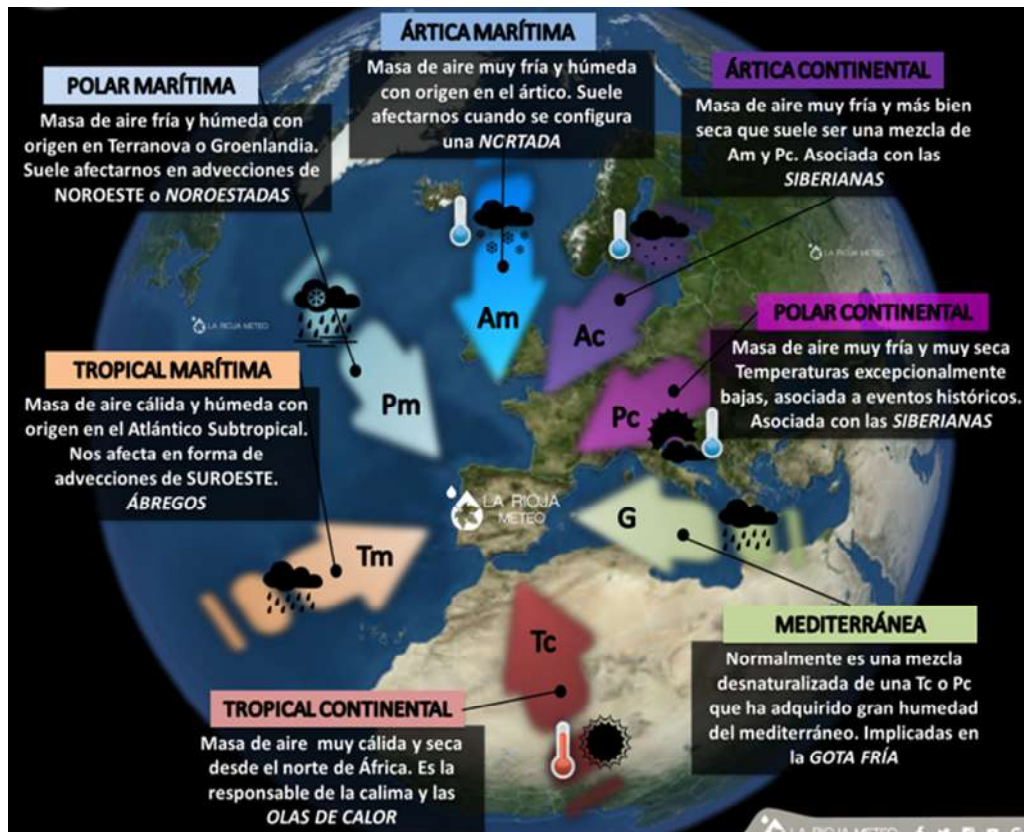 ÁRTICA MARÍTIMA
Masa de aire muy fría y húmeda
con origen en el ártico. Suele
afectarnos cuando se configura
una NORTADA
POLAR MARÍTIMA
Masa de aire fría y húmeda con
origen en Terranova o Groenlandia.
Suele afectarnos en advecciones de
NOROESTE o NOROESTADAS
ÁRTICA CONTINENTAL
Masa de aire muy fría y más bien
seca que suele ser una mezcla de
Am y Pc. Asociada con las
SIBERIANAS
LA RIOJA METEO
LA RIOJA METEO
Am
Ac
POLAR CONTINENTAL
Masa de aire muy fría y muy seca
Temperaturas excepcionalmente
bajas, asociada a eventos históricos.
Asociada con las SIBERIANAS
TROPICAL MARÍTIMA
Masa de aire cálida y húmeda con
origen en el Atlántico Subtropical.
Nos afecta en forma de
advecciones de SUROESTE.
ÁBREGOS
Pm
Pc
LA RIOJA
METEO
G
Tm
Tc
MEDITERRÁNEA
Normalmente es una mezcla
desnaturalizada de una Tc o Pc
que ha adquirido gran humedad
del mediterráneo. Implicadas en
la GOTA FRÍA
TROPICAL CONTINENTAL
Masa de aire muy cálida y seca
desde el norte de África. Es la
responsable de la calima y las
OLAS DE CALOR